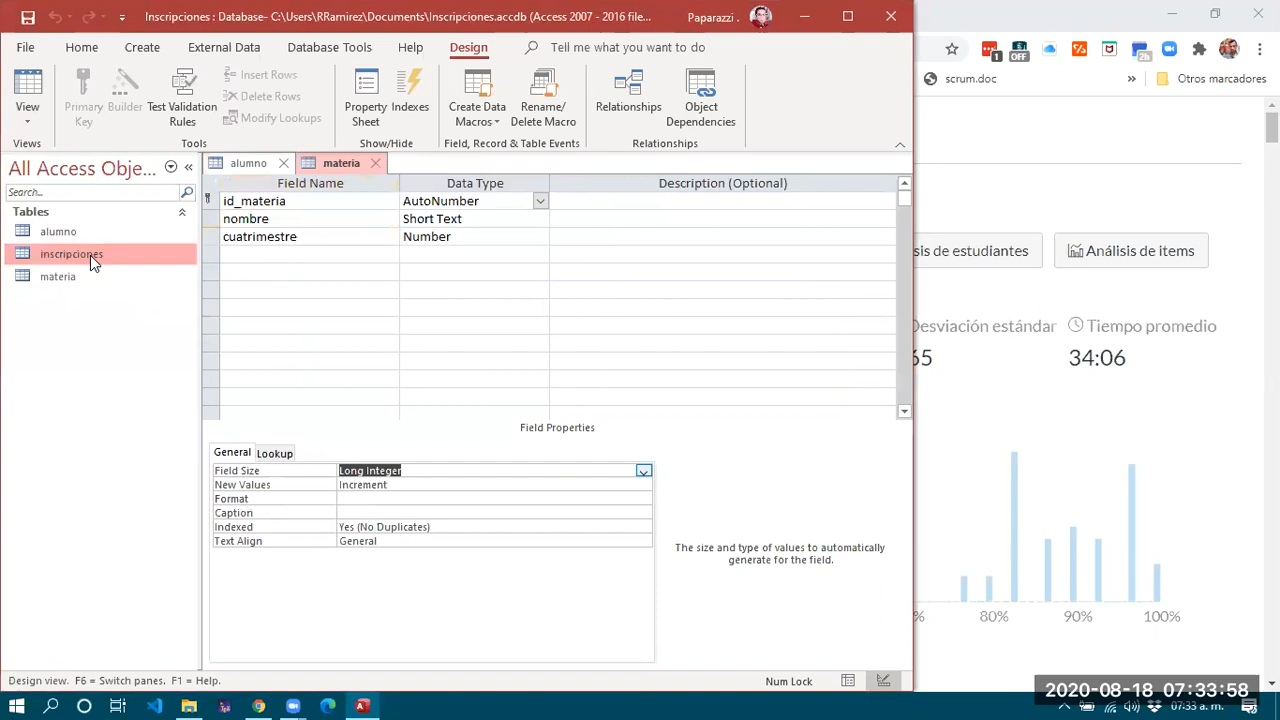 Inscripciones : Database- C:\Users\RRamirez\Documents\Inscripciones.accdb (Access 2007 - 2016 file...
Paparazzi .
File
Home
Create
External Data
Database Tools
Help
Design
Tell me what you want to do
scrum.doc
»
Otros marcadores
1
OFF
2h
View
Primary Key
Builder
Test Validation Rules
Insert Rows
Delete Rows
Modify Lookups
Property Sheet
Indexes
Create Data Macros
Rename/ Delete Macro
Relationships
Object Dependencies
Views
Tools
Show/Hide
Field, Record & Table Events
Relationships
All Access Obje...
Search...
Tables
alumno
inscripciones
materia
alumno
materia
Field Name
Data Type
Description (Optional)
id_materia
AutoNumber
nombre
Short Text
cuatrimestre
Number
Field Properties
General
Lookup
Field Size
Long Integer
New Values
Increment
Format
Caption
Indexed
Yes (No Duplicates)
Text Align
General
The size and type of values to automatically
generate for the field.
sis de estudiantes
Análisis de items
Desviación estándar
Tiempo promedio
65
34:06
%
80%
90%
100%
Design view. F6 = Switch panes. F1 = Help.
Num Lock
2020-08-18 07:33:58
07:33 a. m.